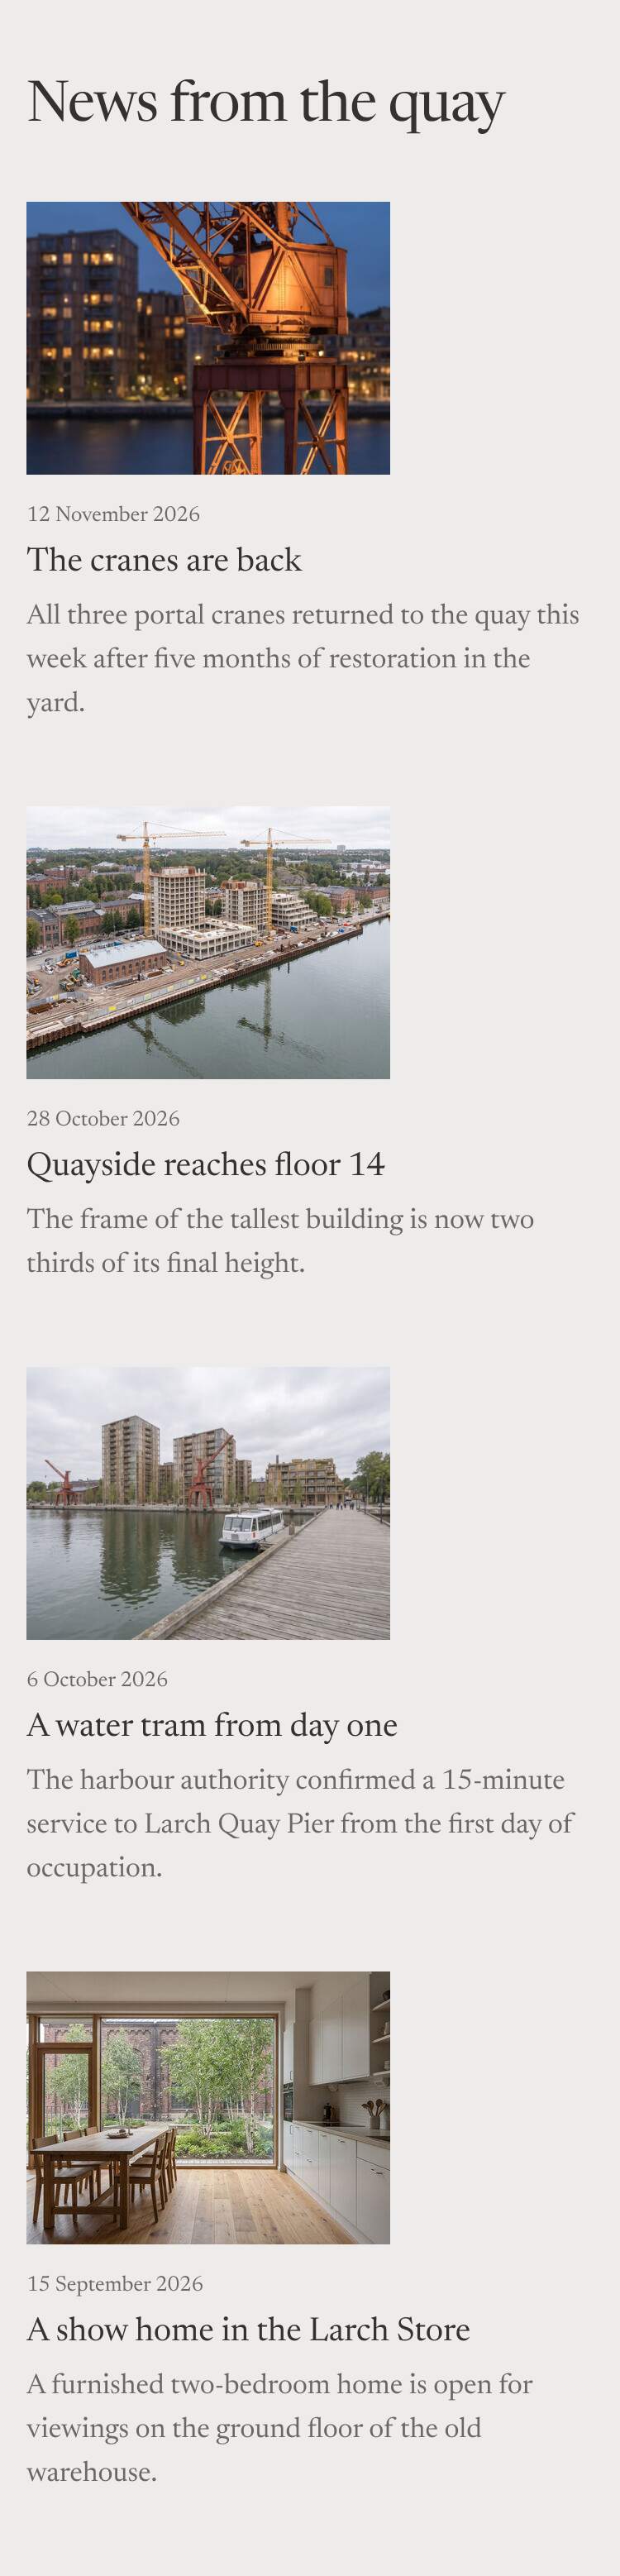 News from the quay
12 November 2026
The cranes are back
All three portal cranes returned to the quay this
week after five months of restoration in the
yard.
28 October 2026
Quayside reaches floor 14
The frame of the tallest building is now two
thirds of its final height.
6 October 2026
A water tram from day one
The harbour authority confirmed a 15-minute
service to Larch Quay Pier from the first day of
occupation.
15 September 2026
A show home in the Larch Store
A furnished two-bedroom home is open for
viewings on the ground floor of the old
warehouse.